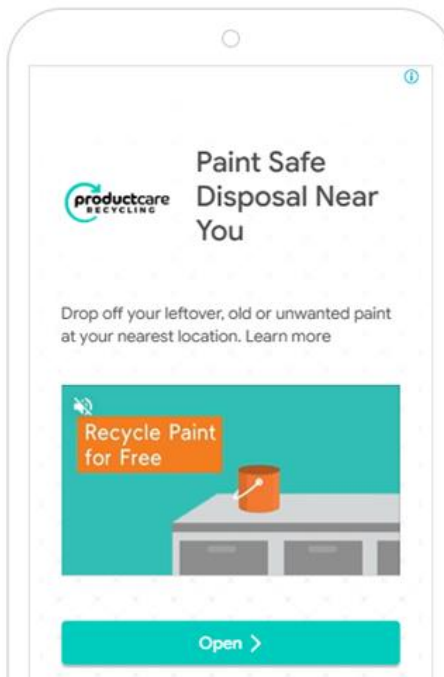 productcare
RECYCLING
Paint Safe
Disposal Near
You
Drop off your leftover, old or unwanted paint
at your nearest location. Learn more
Recycle Paint
for Free
Open